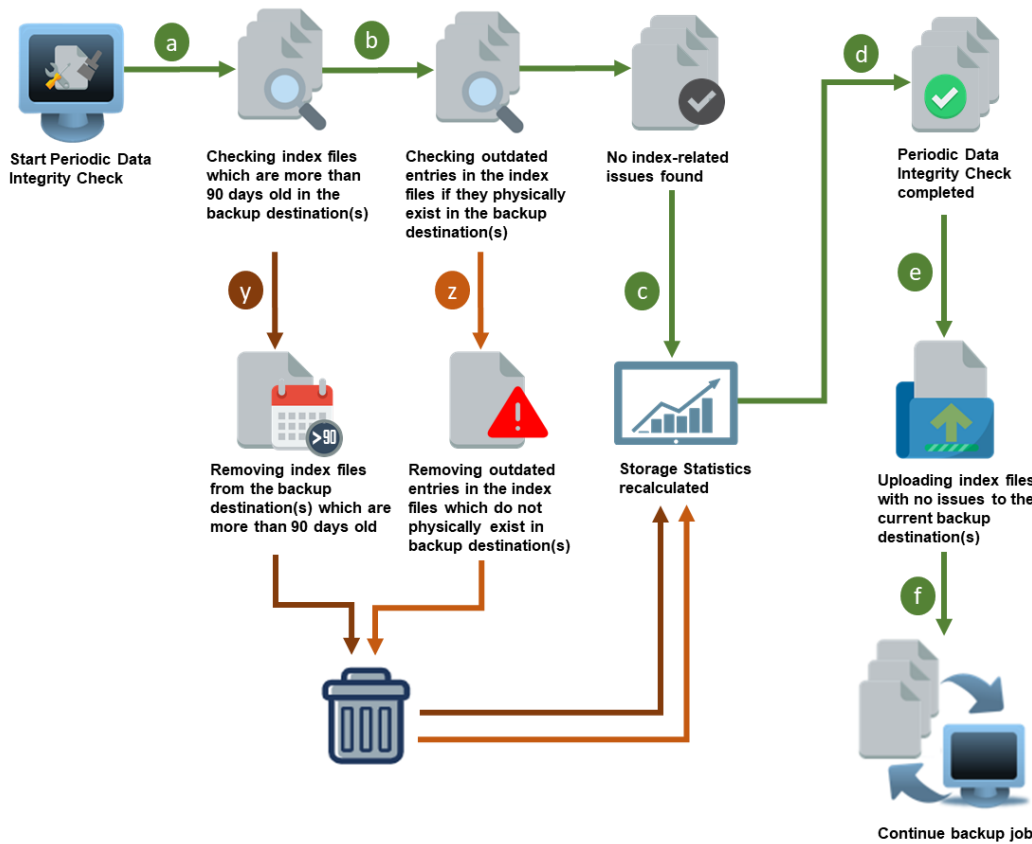 a
b
d
Start Periodic Data
Integrity Check
Checking index files
which are more than
90 days old in the
backup destination(s)
Checking outdated
entries in the index
files if they physically
exist in the backup
destination(s)
No index-related
issues found
Periodic Data
Integrity Check
completed
y
z
c
e
>90
Removing index files
from the backup
destination(s) which are
more than 90 days old
Removing outdated
entries in the index
files which do not
physically exist in
backup destination(s)
Storage Statistics
recalculated
Uploading index files
with no issues to the
current backup
destination(s)
f
Continue backup job